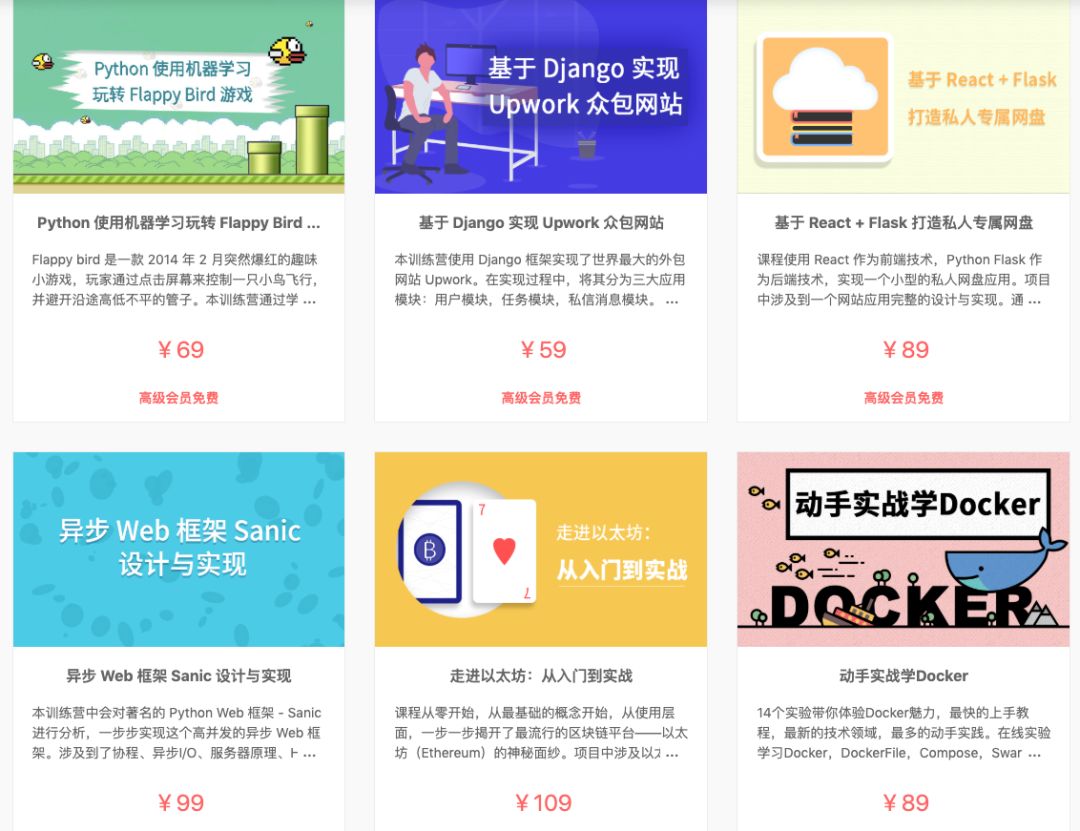 Python 使用机器学习
玩转 Flappy Bird 游戏
基于 Django 实现
Upwork 众包网站
基于 React + Flask
打造私人专属网盘
Python 使用机器学习玩转 Flappy Bird ...
基于 Django 实现 Upwork 众包网站
基于 React + Flask 打造私人专属网盘
Flappy bird 是一款 2014 年 2 月突然爆红的趣味
小游戏，玩家通过点击屏幕来控制一只小鸟飞行，
并避开沿途高低不平的管子。本训练营通过学 ...
本训练营使用 Django 框架实现了世界最大的外包
网站 Upwork。在实现过程中，将其分为三大应用
模块：用户模块，任务模块，私信消息模块。 ...
课程使用 React 作为前端技术，Python Flask 作
为后端技术，实现一个小型的私人网盘应用。项目
中涉及到一个网站应用完整的设计与实现。通 ...
¥ 69
¥ 59
¥ 89
高级会员免费
高级会员免费
高级会员免费
异步 Web 框架 Sanic
设计与实现
7
7
走进以太坊：
从入门到实战
动手实战学Docker
DOCKER
异步 Web 框架 Sanic 设计与实现
走进以太坊：从入门到实战
动手实战学Docker
本训练营中会对著名的 Python Web 框架 - Sanic
进行分析，一步步实现这个高并发的异步 Web 框
架。涉及到了协程、异步I/O、服务器原理、 ...
课程从零开始，从最基础的概念开始，从使用层
面，一步一步揭开了最流行的区块链平台——以太
坊（Ethereum）的神秘面纱。项目中涉及以 ...
14个实验带你体验Docker魅力，最快的上手教
程，最新的技术领域，最多的动手实践。在线实验
学习Docker，DockerFile，Compose，Swar ...
¥ 99
¥ 109
¥ 89